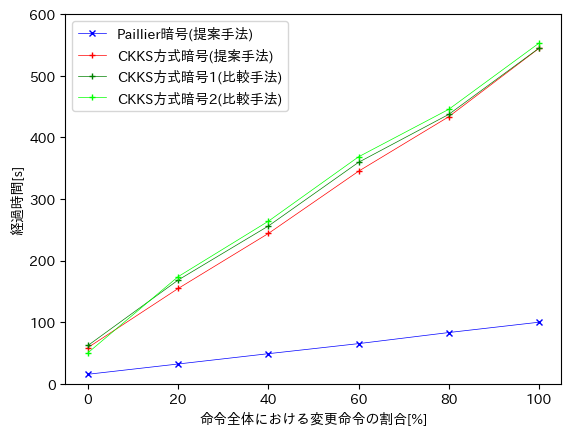 Paillier暗号(提案手法)
CKKS方式暗号(提案手法)
CKKS方式暗号1(比較手法)
CKKS方式暗号2(比較手法)
600
500
400
300
200
100
0
経過時間[s]
0 20 40 60 80 100
命令全体における変更命令の割合[%]